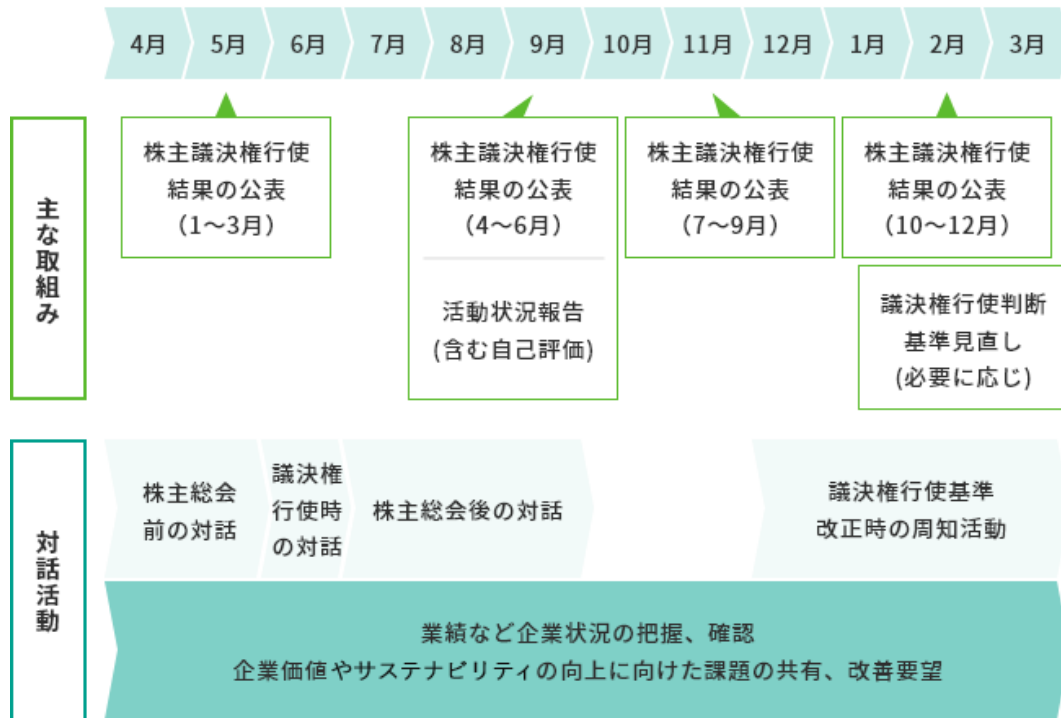 4月 5月 6月 7月 8月 9月 10月 11月 12月 1月 2月 3月
主な取組み
株主議決権行使
結果の公表
（1～3月）
株主議決権行使
結果の公表
（4～6月）
活動状況報告
(含む自己評価)
株主議決権行使
結果の公表
（7～9月）
株主議決権行使
結果の公表
（10～12月）
議決権行使判断
基準見直し
(必要に応じ)
対話活動
株主総会
前の対話
議決権
行使時
の対話
株主総会後の対話
議決権行使基準
改正時の周知活動
業績など企業状況の把握、確認
企業価値やサステナビリティの向上に向けた課題の共有、改善要望